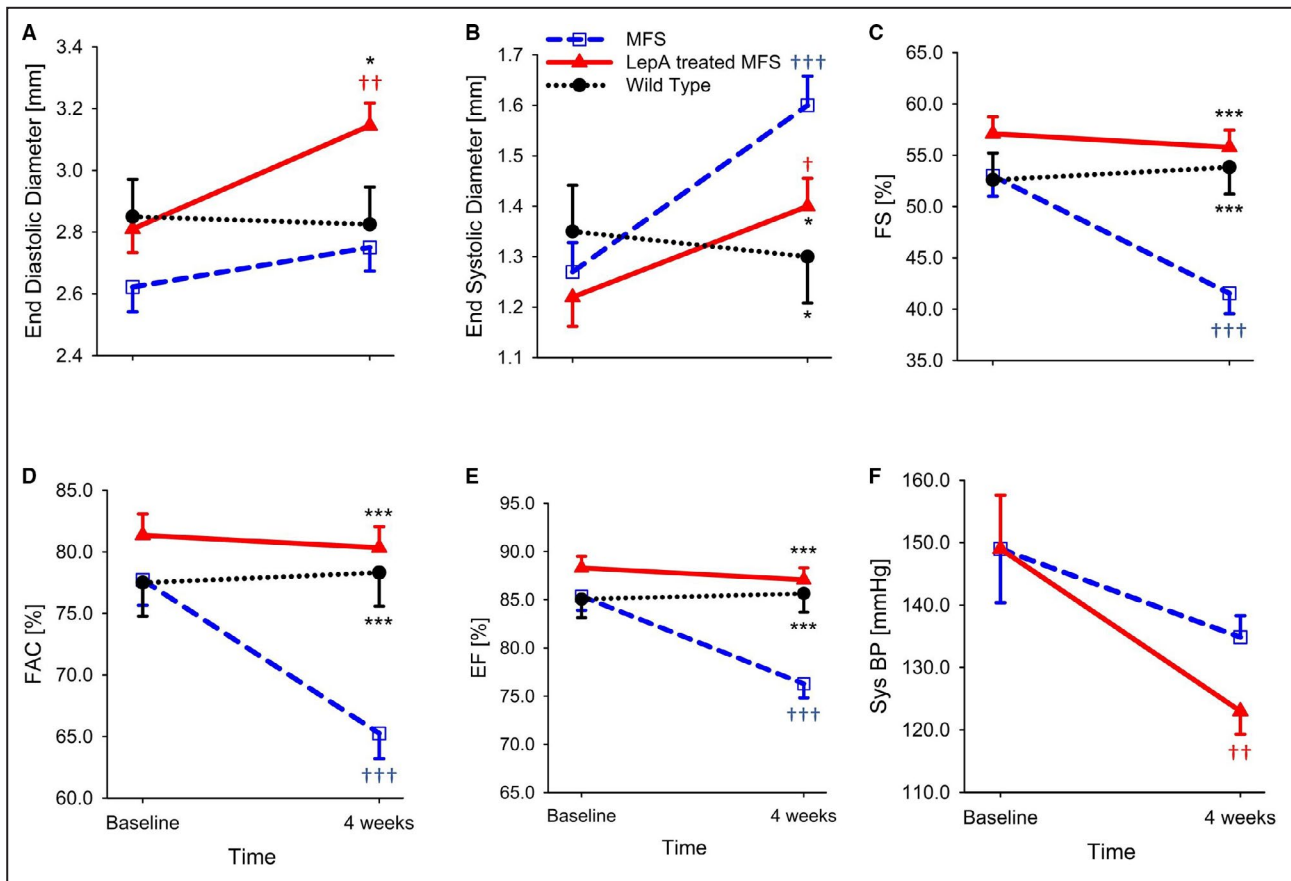 A
End Diastolic Diameter [mm]
3.4
3.2
3.0
2.8
2.6
2.4
*
††
B
End Systolic Diameter [mm]
1.7
1.6
1.5
1.4
1.3
1.2
1.1
MFS
LepA treated MFS
Wild Type
†††
†
*
*
C
FS [%]
65.0
60.0
55.0
50.0
45.0
40.0
35.0
***
***
†††
D
FAC [%]
85.0
80.0
75.0
70.0
65.0
60.0
***
***
†††
Baseline
4 weeks
Time
E
EF [%]
95.0
90.0
85.0
80.0
75.0
70.0
65.0
***
***
†††
Baseline
4 weeks
Time
F
Sys BP [mmHg]
160.0
150.0
140.0
130.0
120.0
110.0
††
Baseline
4 weeks
Time